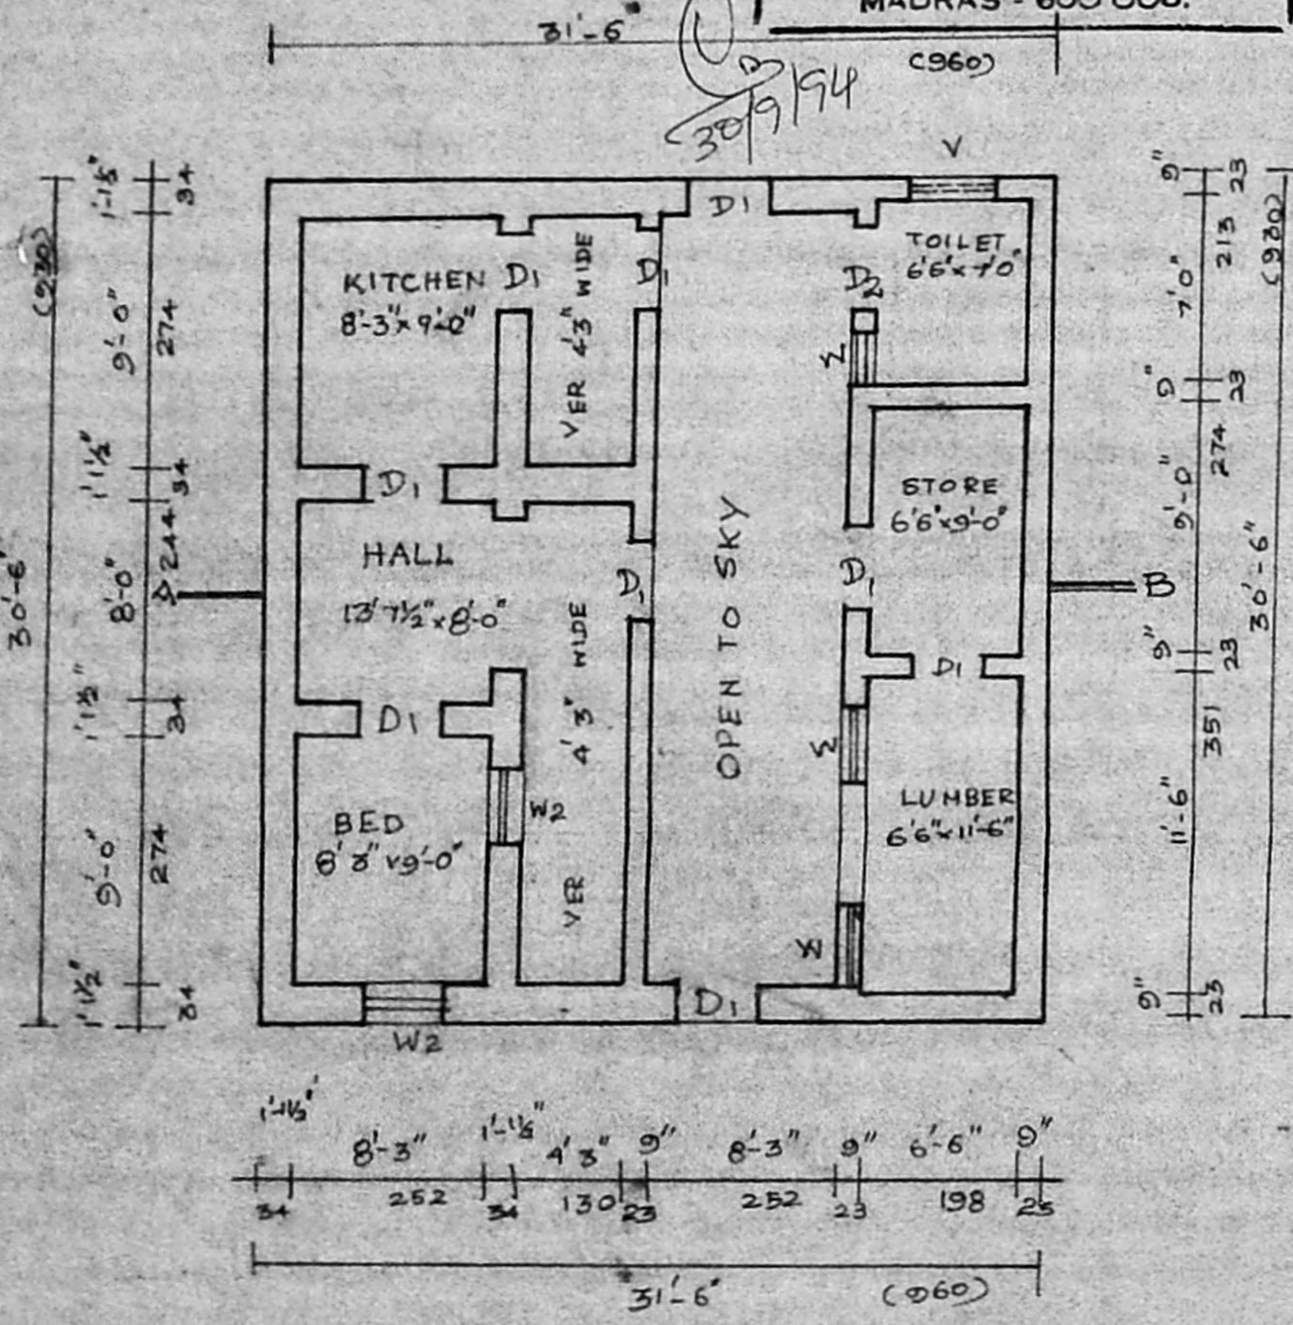 MADRAS - 600 008.
31'-6"
(960)
30/9/94
V
D1
KITCHEN
8'-3"x9'-0"
D1
VER 4'3" WIDE
D1
D2
TOILET
6'6"x7'0"
D1
HALL
13'7½"x8'-0"
D1
VER 4'3" WIDE
OPEN TO SKY
D1
STORE
6'6"x9'-0"
D1
B
D1
BED
8'3"x9'-0"
W2
LUMBER
6'6"x11'-6"
W2
D1
1'-1½"
34
9'-0"
274
1'1½"
34
8'-0"
244
1'1½"
34
9'-0"
274
1'1½"
34
30'-6"
(930)
9"
23
7'0"
213
9"
23
9'-0"
274
9"
23
11'-6"
351
9"
23
30'-6"
(930)
1'-1½" 8'-3" 1'-1½" 4'3" 9" 8'-3" 9" 6'-6" 9"
34 252 34 130 23 252 23 198 23
31'-6" (960)